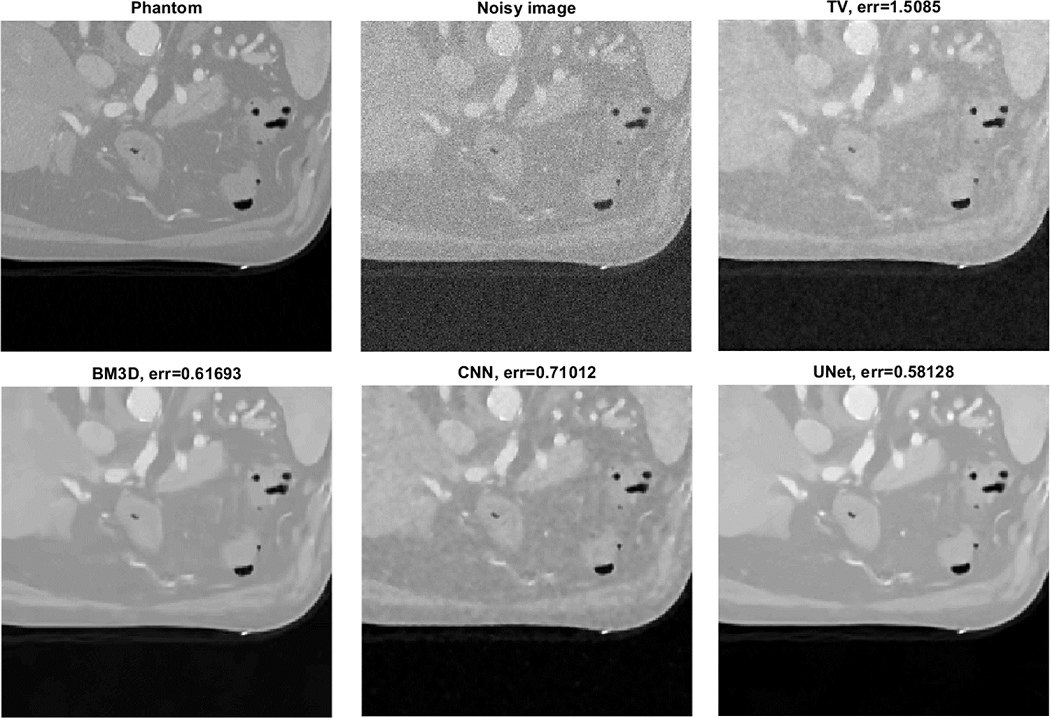 Phantom
Noisy image
TV, err=1.5085
BM3D, err=0.61693
CNN, err=0.71012
UNet, err=0.58128